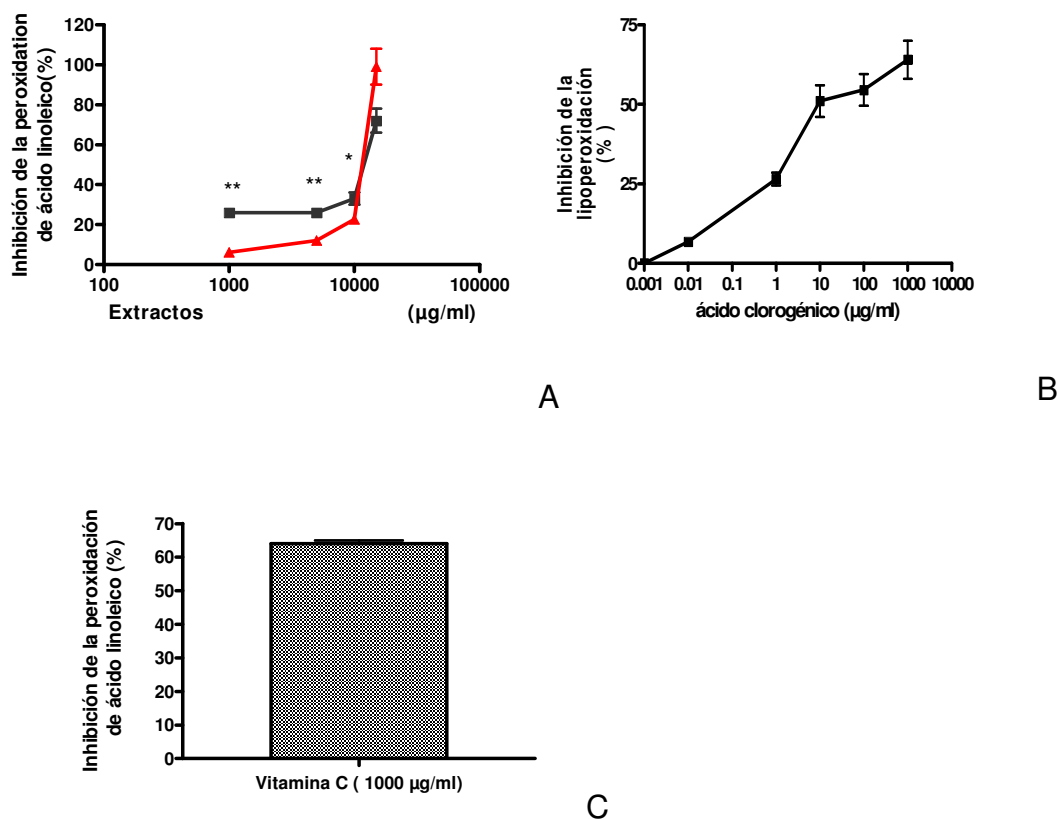 Inhibición de la peroxidation
de ácido linoleico(%)
120
100
80
60
40
20
0
**
**
*
100
1000
10000
100000
Extractos
(µg/ml)
A
Inhibición de la
lipoperoxidación
(% )
75
50
25
0
0.001
0.01
0.1
1
10
100
1000
10000
ácido clorogénico (µg/ml)
B
Inhibición de la peroxidación
de ácido linoleico (%)
70
60
50
40
30
20
10
0
Vitamina C ( 1000 µg/ml)
C